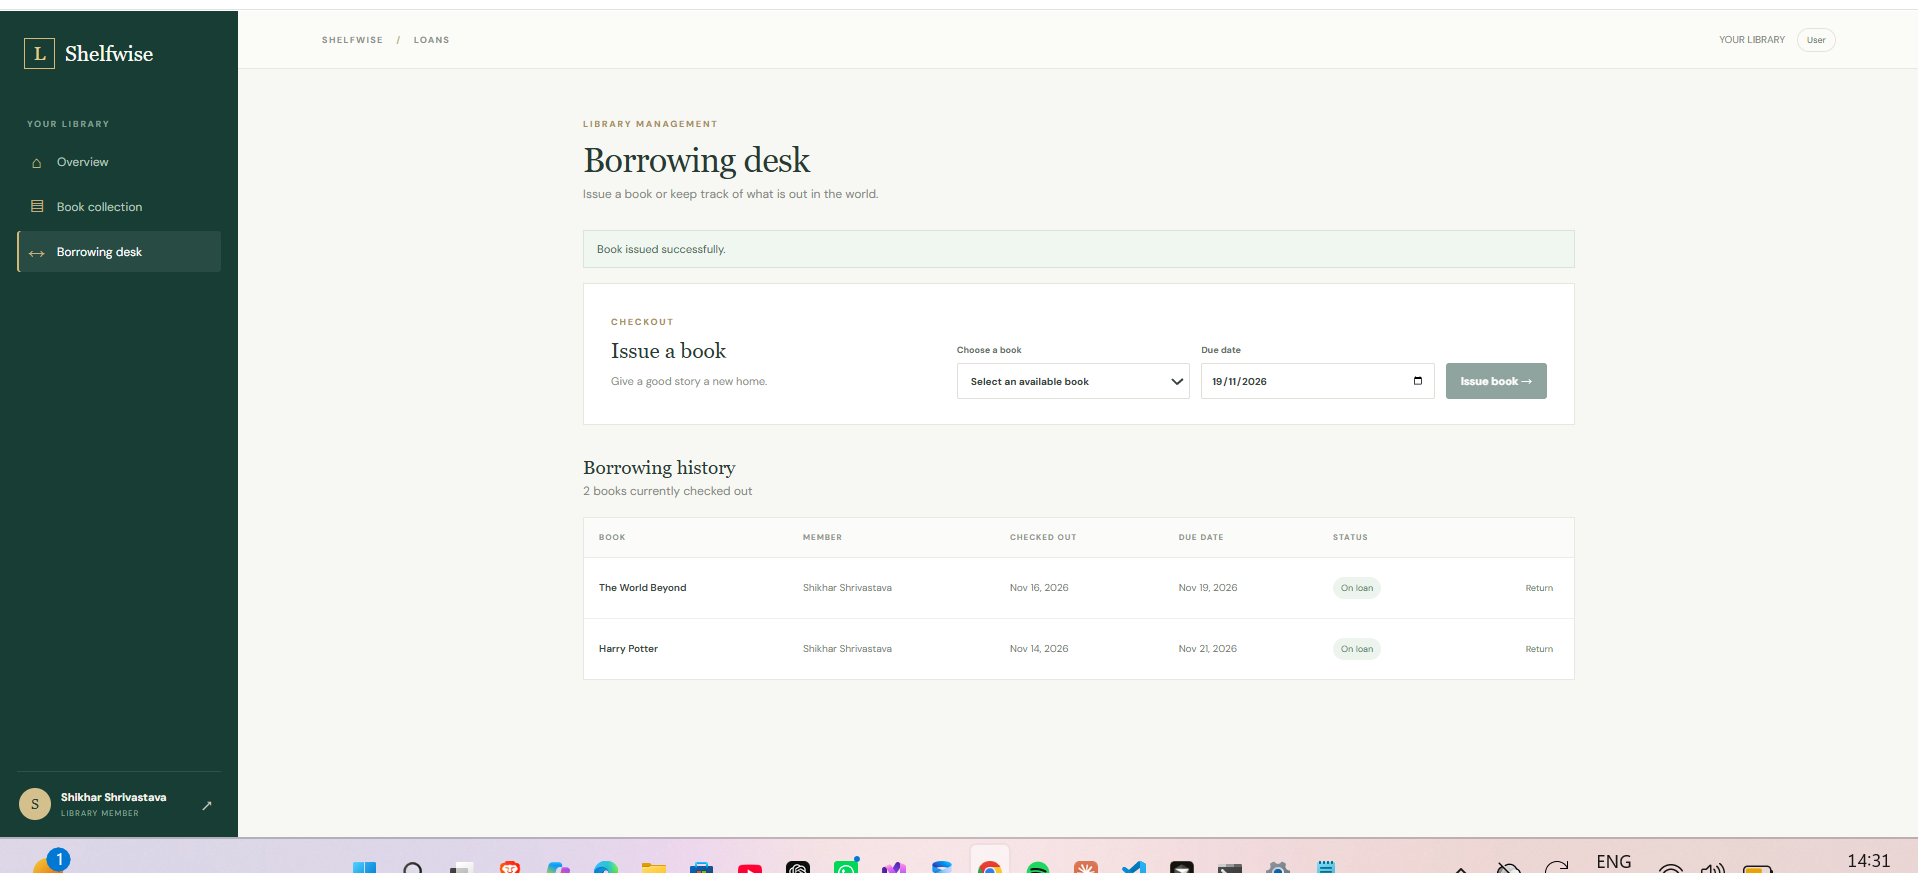 L Shelfwise
SHELFWISE / LOANS
YOUR LIBRARY User
YOUR LIBRARY
Overview
Book collection
Borrowing desk
LIBRARY MANAGEMENT
Borrowing desk
Issue a book or keep track of what is out in the world.
Book issued successfully.
CHECKOUT
Issue a book
Give a good story a new home.
Choose a book
Select an available book
Due date
19/11/2026
Issue book →
Borrowing history
2 books currently checked out
BOOK MEMBER CHECKED OUT DUE DATE STATUS
The World Beyond Shikhar Shrivastava Nov 16, 2026 Nov 19, 2026 On loan Return
Harry Potter Shikhar Shrivastava Nov 14, 2026 Nov 21, 2026 On loan Return
S Shikhar Shrivastava
LIBRARY MEMBER
1
ENG
14:31